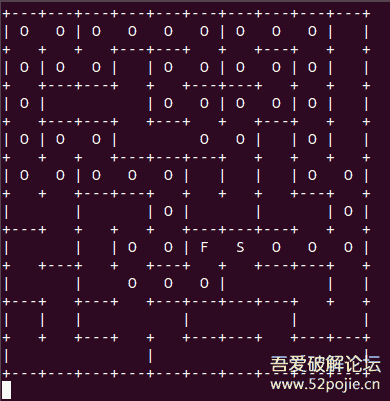 +---+---+---+---+---+---+---+---+---+---+
| O   O | O   O   O   O | O   O   O |   |
+   +   +   +---+---+   +   +---+   +   +
| O | O   O |   | O   O | O   O | O |   |
+   +---+---+   +   +---+---+   +   +   +
| O |           | O   O | O   O | O |   |
+   +---+---+   +---+   +   +---+   +   +
| O | O   O |         O   O |   | O |   |
+   +   +   +---+---+---+   +   +   +   +
| O   O | O   O   O |   |   |   | O   O |
+   +   +---+---+   +   +   +   +---+   +
|       |       | O |       |       | O |
+---+   +   +---+   +---+---+---+---+   +
|       |   | O   O | F   S   O   O   O |
+   +---+   +   +---+---+   +---+---+   +
|       |     O   O   O |           |   |
+---+   +---+   +---+---+---+---+   +   +
|   |   |           |           |       |
+   +   +---+   +   +   +---+   +---+   +
|               |                       |
+---+---+---+---+---+---+---+---+---+---+
吾爱破解论坛
www.52pojie.cn